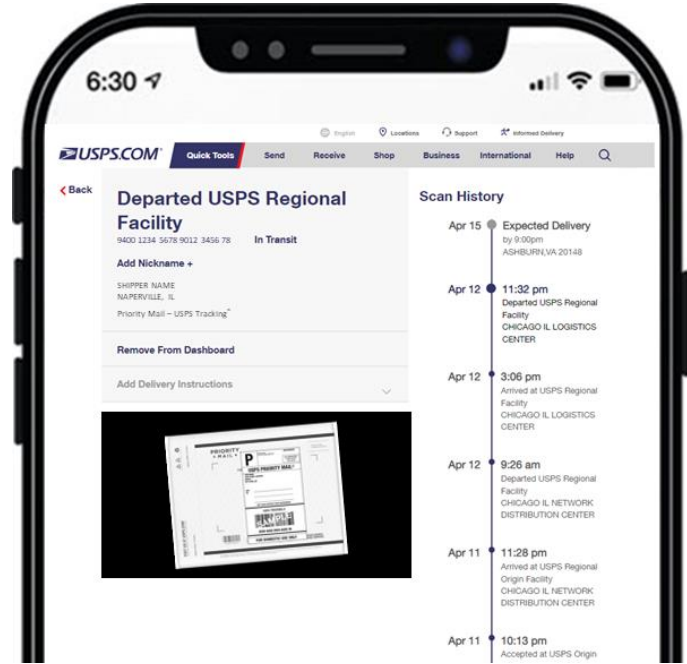 6:30
English Locations Support Informed Delivery
USPS.COM®
Quick Tools Send Receive Shop Business International Help
Back
Departed USPS Regional
Facility
9400 1234 5678 9012 3456 78 In Transit
Add Nickname +
SHIPPER NAME
NAPERVILLE, IL
Priority Mail – USPS Tracking®
Remove From Dashboard
Add Delivery Instructions
PRIORITY
MAIL
P
USPS PRIORITY MAIL®
Scan History
Apr 15 Expected Delivery
by 9:00pm
ASHBURN,VA 20148
Apr 12 11:32 pm
Departed USPS Regional
Facility
CHICAGO IL LOGISTICS
CENTER
Apr 12 3:06 pm
Arrived at USPS Regional
Facility
CHICAGO IL LOGISTICS
CENTER
Apr 12 9:26 am
Departed USPS Regional
Facility
CHICAGO IL NETWORK
DISTRIBUTION CENTER
Apr 11 11:28 pm
Arrived at USPS Regional
Origin Facility
CHICAGO IL NETWORK
DISTRIBUTION CENTER
Apr 11 10:13 pm
Accepted at USPS Origin